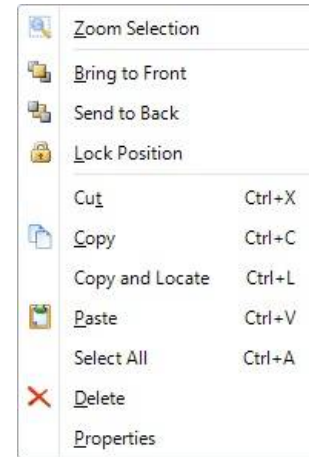 Zoom Selection
Bring to Front
Send to Back
Lock Position
Cut Ctrl+X
Copy Ctrl+C
Copy and Locate Ctrl+L
Paste Ctrl+V
Select All Ctrl+A
Delete
Properties